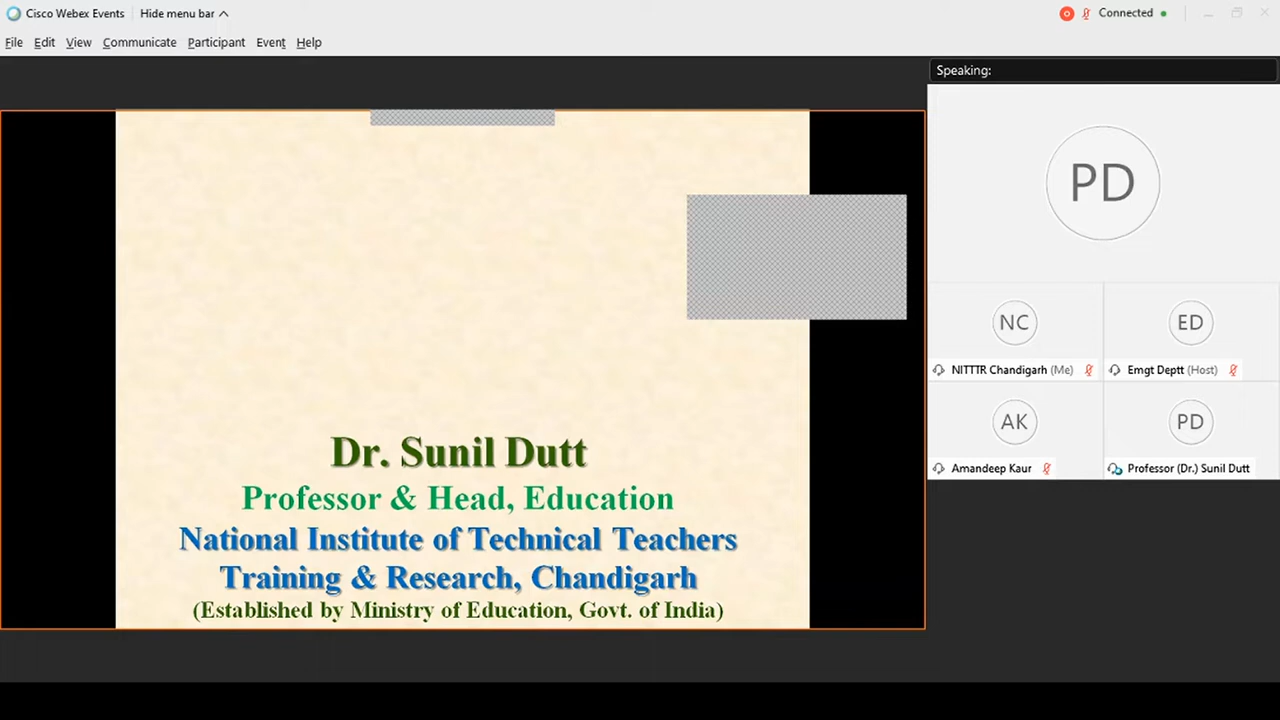 Cisco Webex Events Hide menu bar Connected
File Edit View Communicate Participant Event Help
Speaking:
PD
NC ED
NITTTR Chandigarh (Me) Emgt Deptt (Host)
AK PD
Amandeep Kaur Professor (Dr.) Sunil Dutt
Dr. Sunil Dutt
Professor & Head, Education
National Institute of Technical Teachers
Training & Research, Chandigarh
(Established by Ministry of Education, Govt. of India)